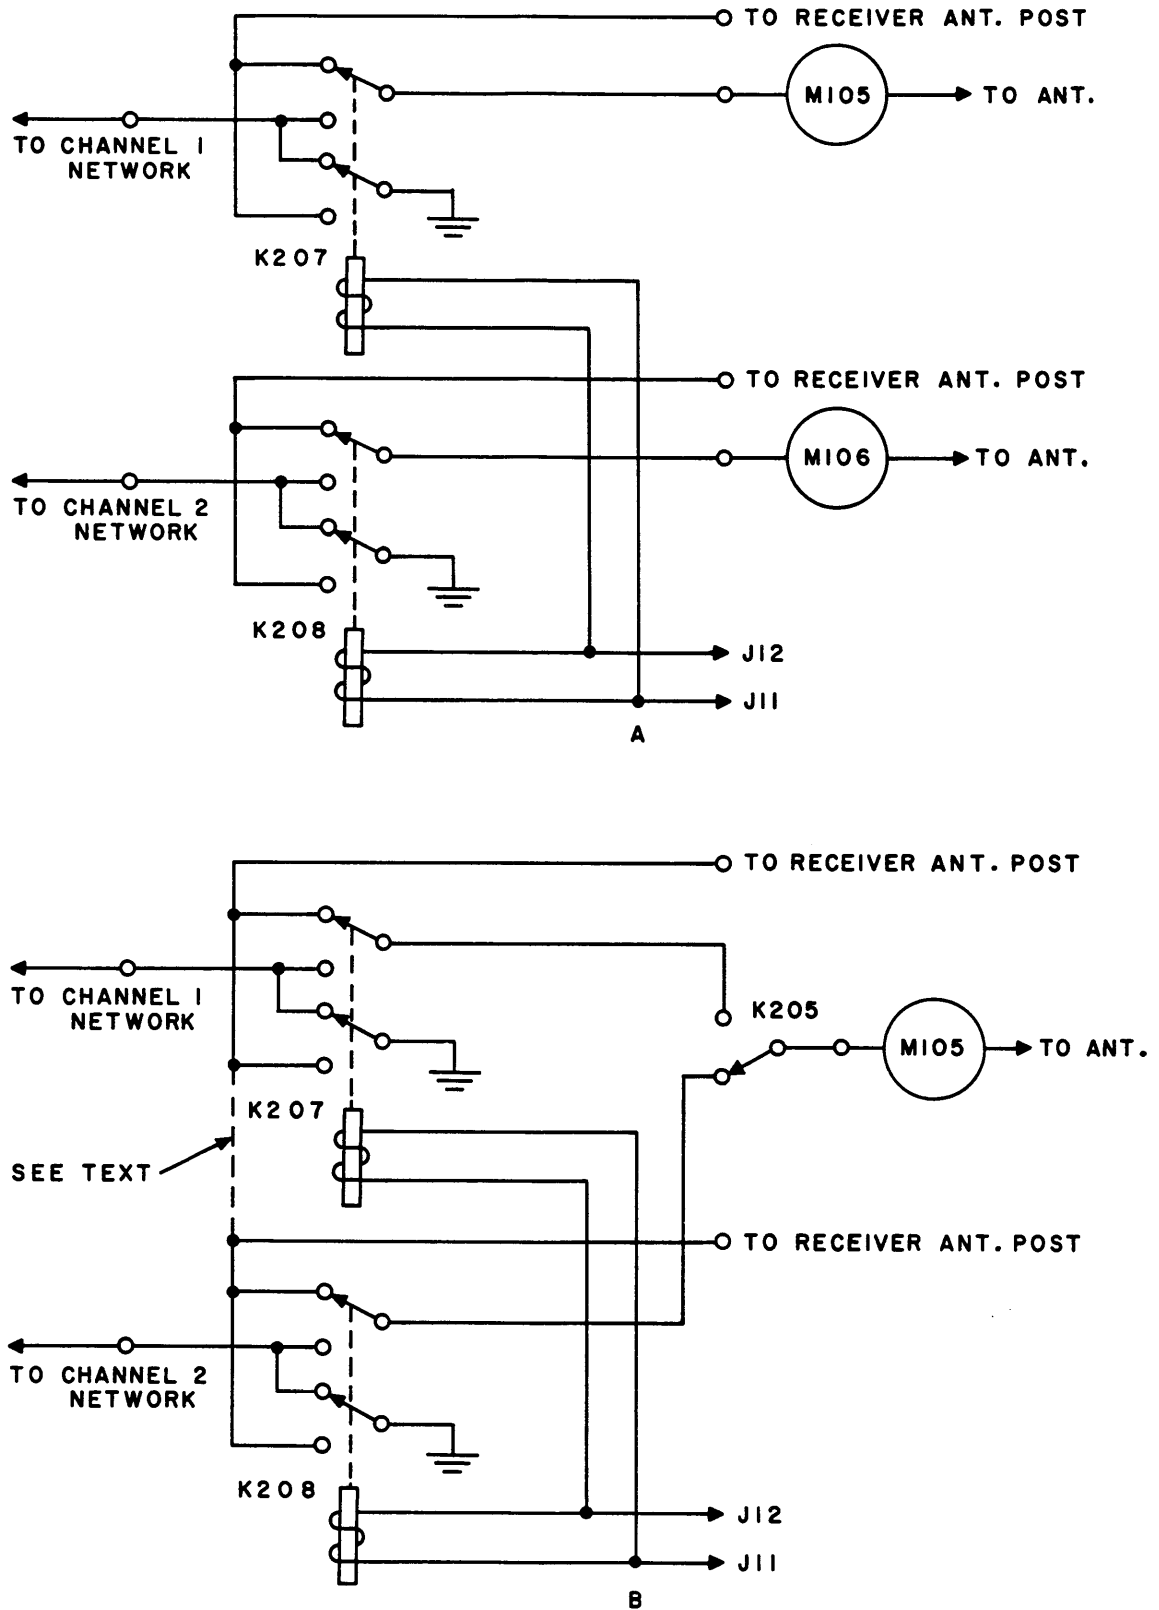 TO RECEIVER ANT. POST
M105
TO ANT.
TO CHANNEL 1
NETWORK
K207
TO RECEIVER ANT. POST
M106
TO ANT.
TO CHANNEL 2
NETWORK
K208
J12
J11
A
TO RECEIVER ANT. POST
TO CHANNEL 1
NETWORK
K205
M105
TO ANT.
K207
SEE TEXT
TO RECEIVER ANT. POST
TO CHANNEL 2
NETWORK
K208
J12
J11
B